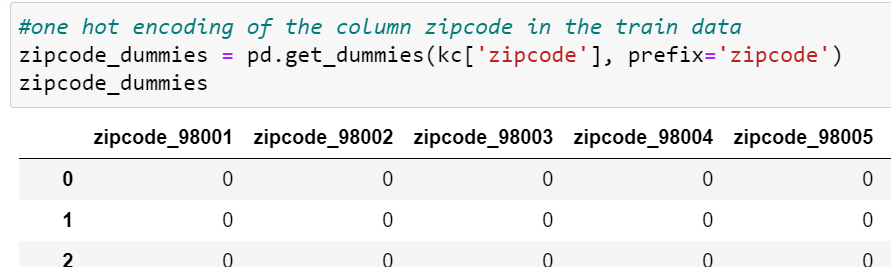 #one hot encoding of the column zipcode in the train data
zipcode_dummies = pd.get_dummies(kc['zipcode'], prefix='zipcode')
zipcode_dummies
zipcode_98001 zipcode_98002 zipcode_98003 zipcode_98004 zipcode_98005
0 0 0 0 0 0
1 0 0 0 0 0
2 0 0 0 0 0